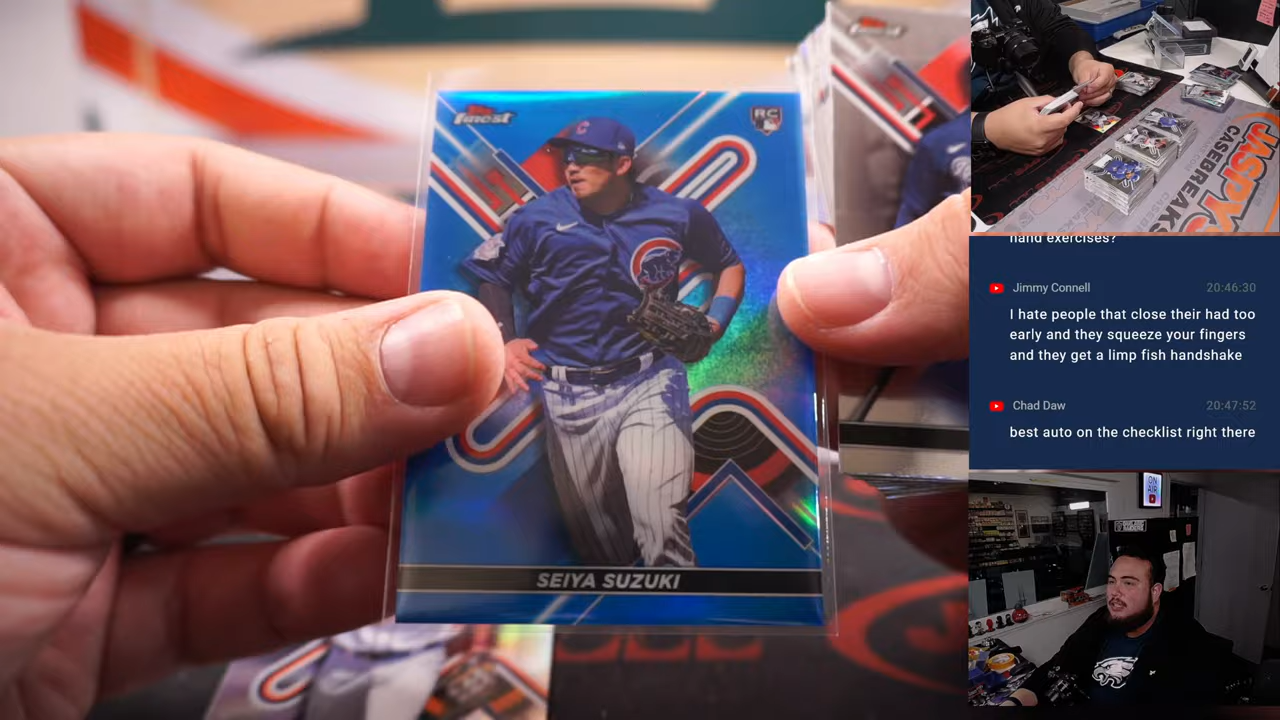 Topps
finest
RC
SEIYA SUZUKI
JASPY'S
CASEBREAKS
hand exercises?
Jimmy Connell
20:46:30
I hate people that close their had too
early and they squeeze your fingers
and they get a limp fish handshake
Chad Daw
20:47:52
best auto on the checklist right there
ON
AIR